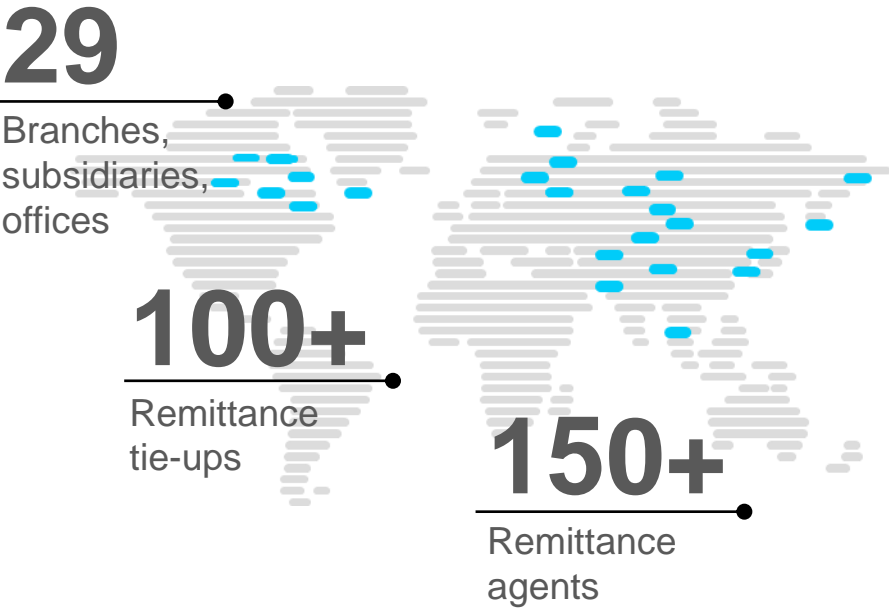 29
Branches,
subsidiaries,
offices
100+
Remittance
tie-ups
150+
Remittance
agents